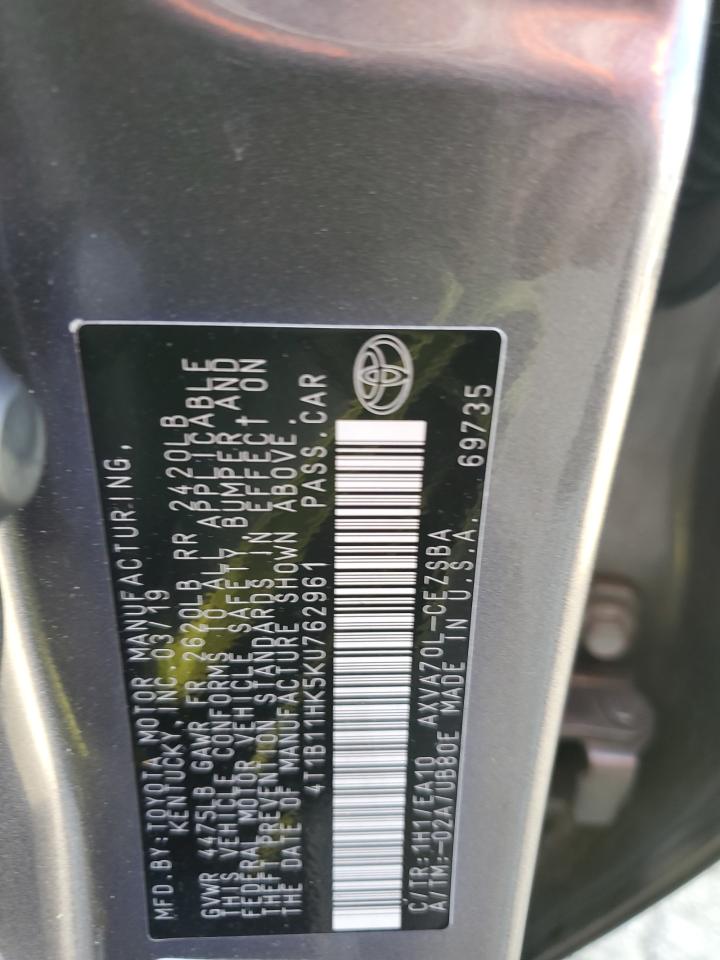 MFD.BY:TOYOTA MOTOR MANUFACTURING,
KENTUCKY, INC.03/19
GVWR 4475LB GAWR FR 2620LB RR 2420LB
THIS VEHICLE CONFORMS TO ALL APPLICABLE
FEDERAL MOTOR VEHICLE SAFETY, BUMPER AND
THEFT PREVENTION STANDARDS IN EFFECT ON
THE DATE OF MANUFACTURE SHOWN ABOVE.
4T1B11HK5KU762961 PASS.CAR
C/TR:1H1/EA10 AXVA70L-CEZSBA
A/TM:-02A/UB80E MADE IN U.S.A. 69735